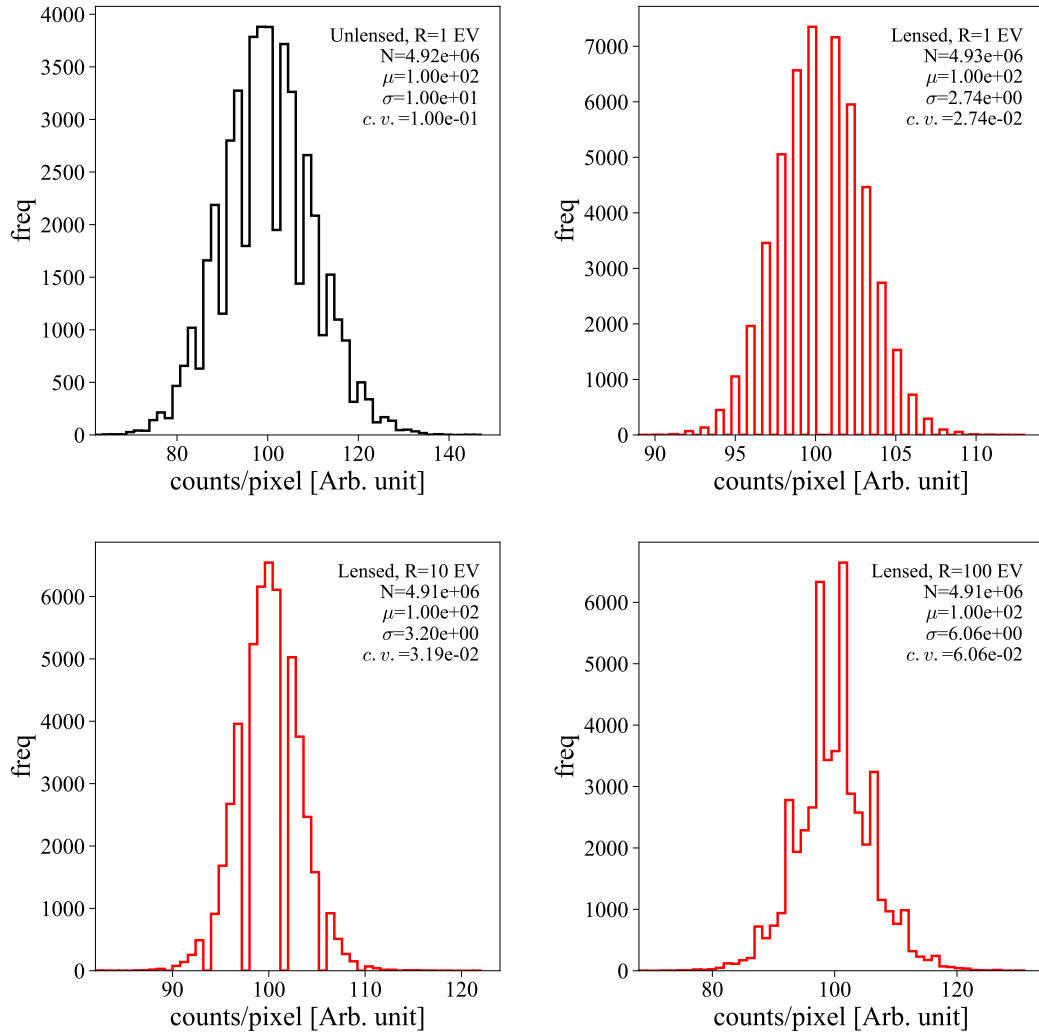 Unlensed, R=1 EV
N=4.92e+06
μ=1.00e+02
σ=1.00e+01
c. v.=1.00e-01
freq
4000
3500
3000
2500
2000
1500
1000
500
0
80 100 120 140
counts/pixel [Arb. unit]
Lensed, R=1 EV
N=4.93e+06
μ=1.00e+02
σ=2.74e+00
c. v.=2.74e-02
freq
7000
6000
5000
4000
3000
2000
1000
0
90 95 100 105 110
counts/pixel [Arb. unit]
Lensed, R=10 EV
N=4.91e+06
μ=1.00e+02
σ=3.20e+00
c. v.=3.19e-02
freq
6000
5000
4000
3000
2000
1000
0
90 100 110 120
counts/pixel [Arb. unit]
Lensed, R=100 EV
N=4.91e+06
μ=1.00e+02
σ=6.06e+00
c. v.=6.06e-02
freq
6000
5000
4000
3000
2000
1000
0
80 100 120
counts/pixel [Arb. unit]